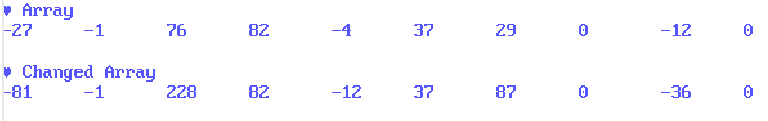 ♦ Array
-27 -1 76 82 -4 37 29 0 -12 0
♦ Changed Array
-81 -1 228 82 -12 37 87 0 -36 0